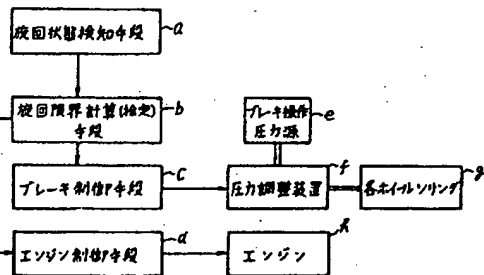 旋回状態検知手段
a
旋回限界計算(推定)
手段
b
ブレーキ操作
圧力源
e
ブレーキ制御手段
c
圧力調整装置
f
各ホイールシリンダ
g
エンジン制御手段
d
エンジン
h